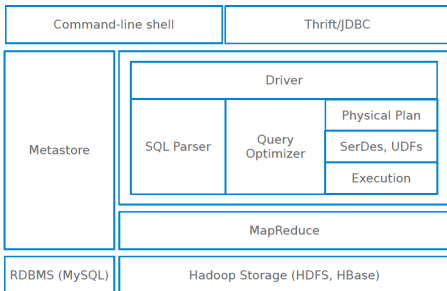 Command-line shell
Thrift/JDBC
Metastore
Driver
SQL Parser
Query
Optimizer
Physical Plan
SerDes, UDFs
Execution
MapReduce
RDBMS (MySQL)
Hadoop Storage (HDFS, HBase)